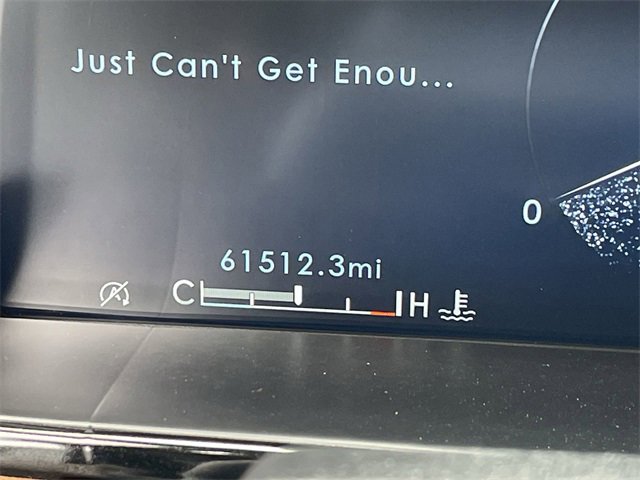 Just Can't Get Enou...
0
61512.3mi
A C H